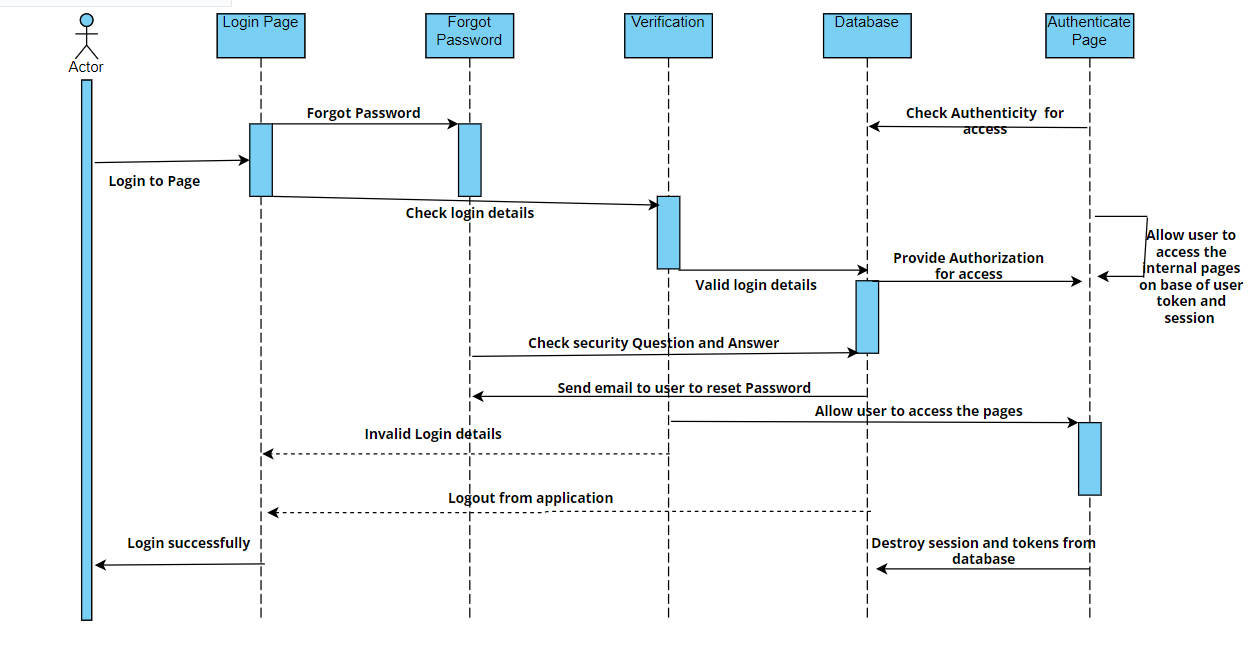 Login Page
Forgot
Password
Verification
Database
Authenticate
Page
Actor
Forgot Password
Check Authenticity for
access
Login to Page
Check login details
Allow user to
access the
internal pages
on base of user
token and
session
Provide Authorization
for access
Valid login details
Check security Question and Answer
Send email to user to reset Password
Allow user to access the pages
Invalid Login details
Logout from application
Login successfully
Destroy session and tokens from
database